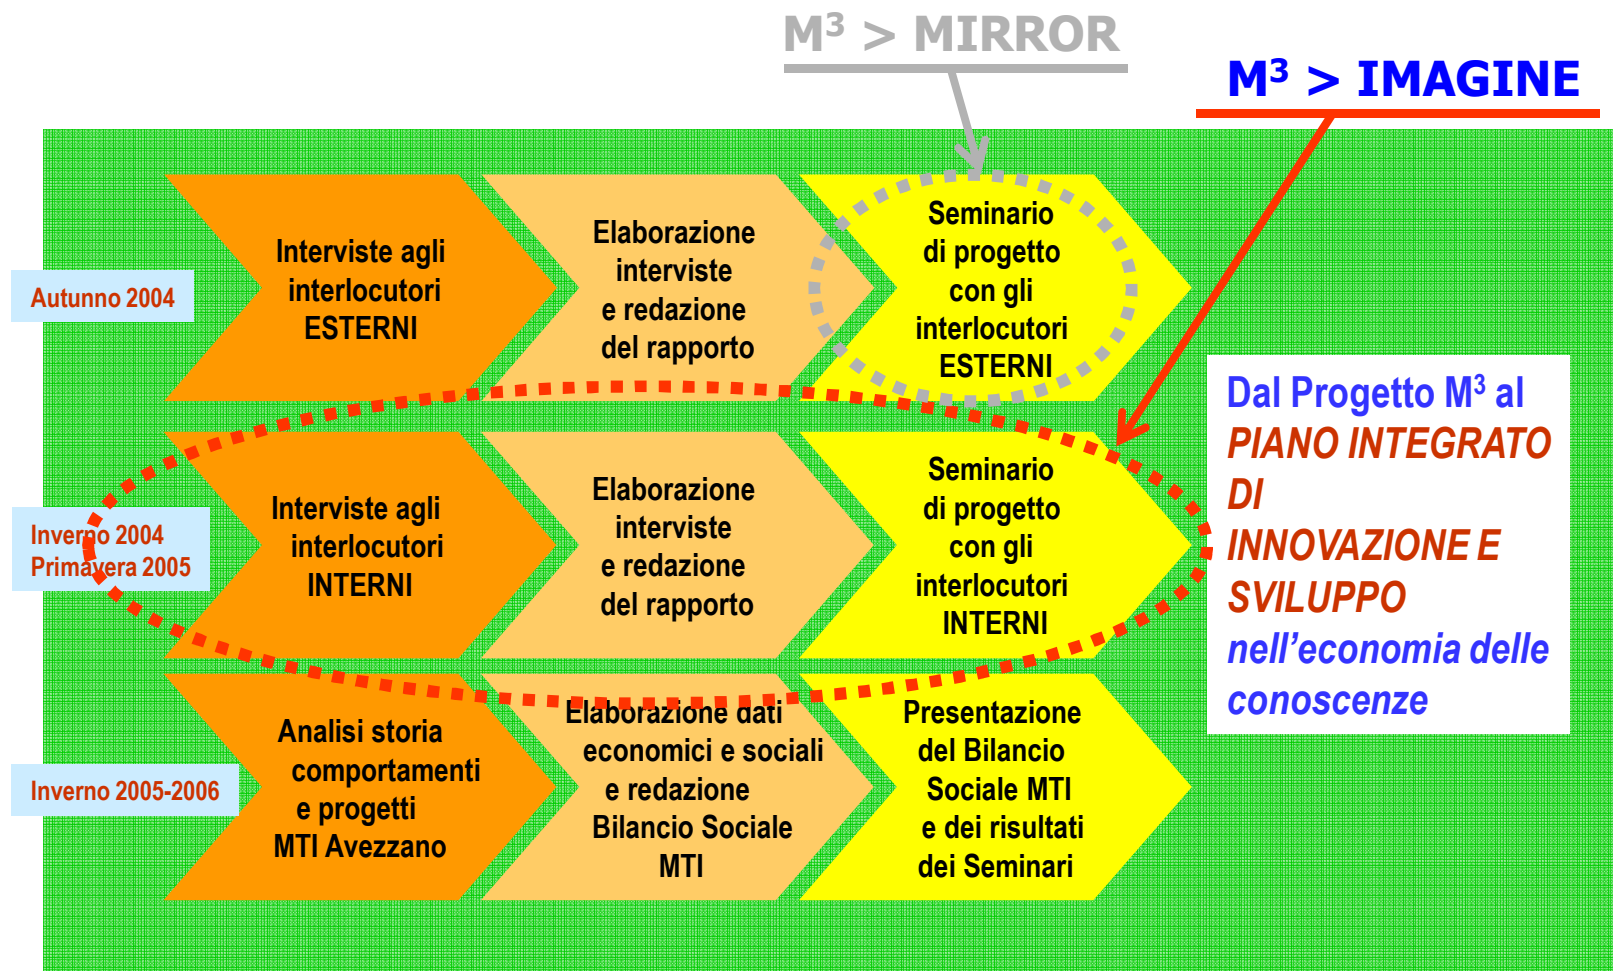 M³ > MIRROR
M³ > IMAGINE
Autunno 2004
Interviste agli
interlocutori
ESTERNI
Elaborazione
interviste
e redazione
del rapporto
Seminario
di progetto
con gli
interlocutori
ESTERNI
Inverno 2004
Primavera 2005
Interviste agli
interlocutori
INTERNI
Elaborazione
interviste
e redazione
del rapporto
Seminario
di progetto
con gli
interlocutori
INTERNI
Inverno 2005-2006
Analisi storia
comportamenti
e progetti
MTI Avezzano
Elaborazione dati
economici e sociali
e redazione
Bilancio Sociale
MTI
Presentazione
del Bilancio
Sociale MTI
e dei risultati
dei Seminari
Dal Progetto M³ al
PIANO INTEGRATO
DI
INNOVAZIONE E
SVILUPPO
nell’economia delle
conoscenze